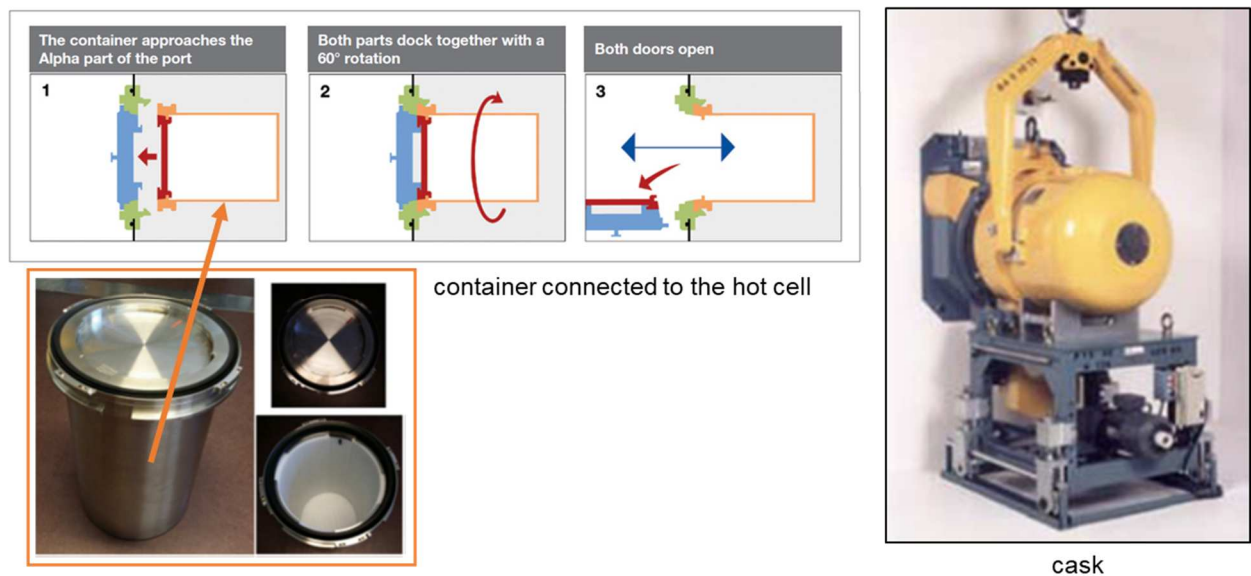 The container approaches the
Alpha part of the port
Both parts dock together with a
60° rotation
Both doors open
1
2
3
container connected to the hot cell
cask